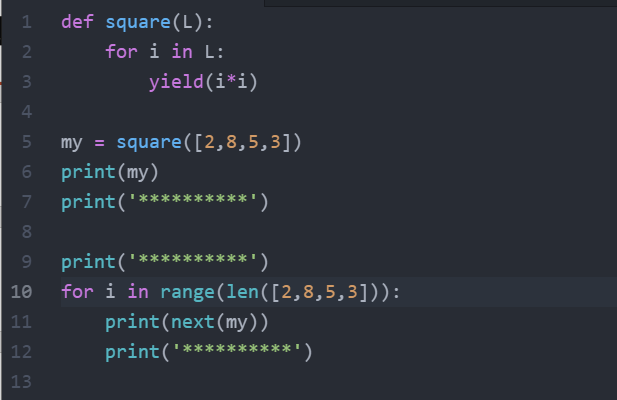 1 def square(L):
2     for i in L:
3         yield(i*i)
4
5 my = square([2,8,5,3])
6 print(my)
7 print('**********')
8
9 print('**********')
10 for i in range(len([2,8,5,3])):
11     print(next(my))
12     print('**********')
13